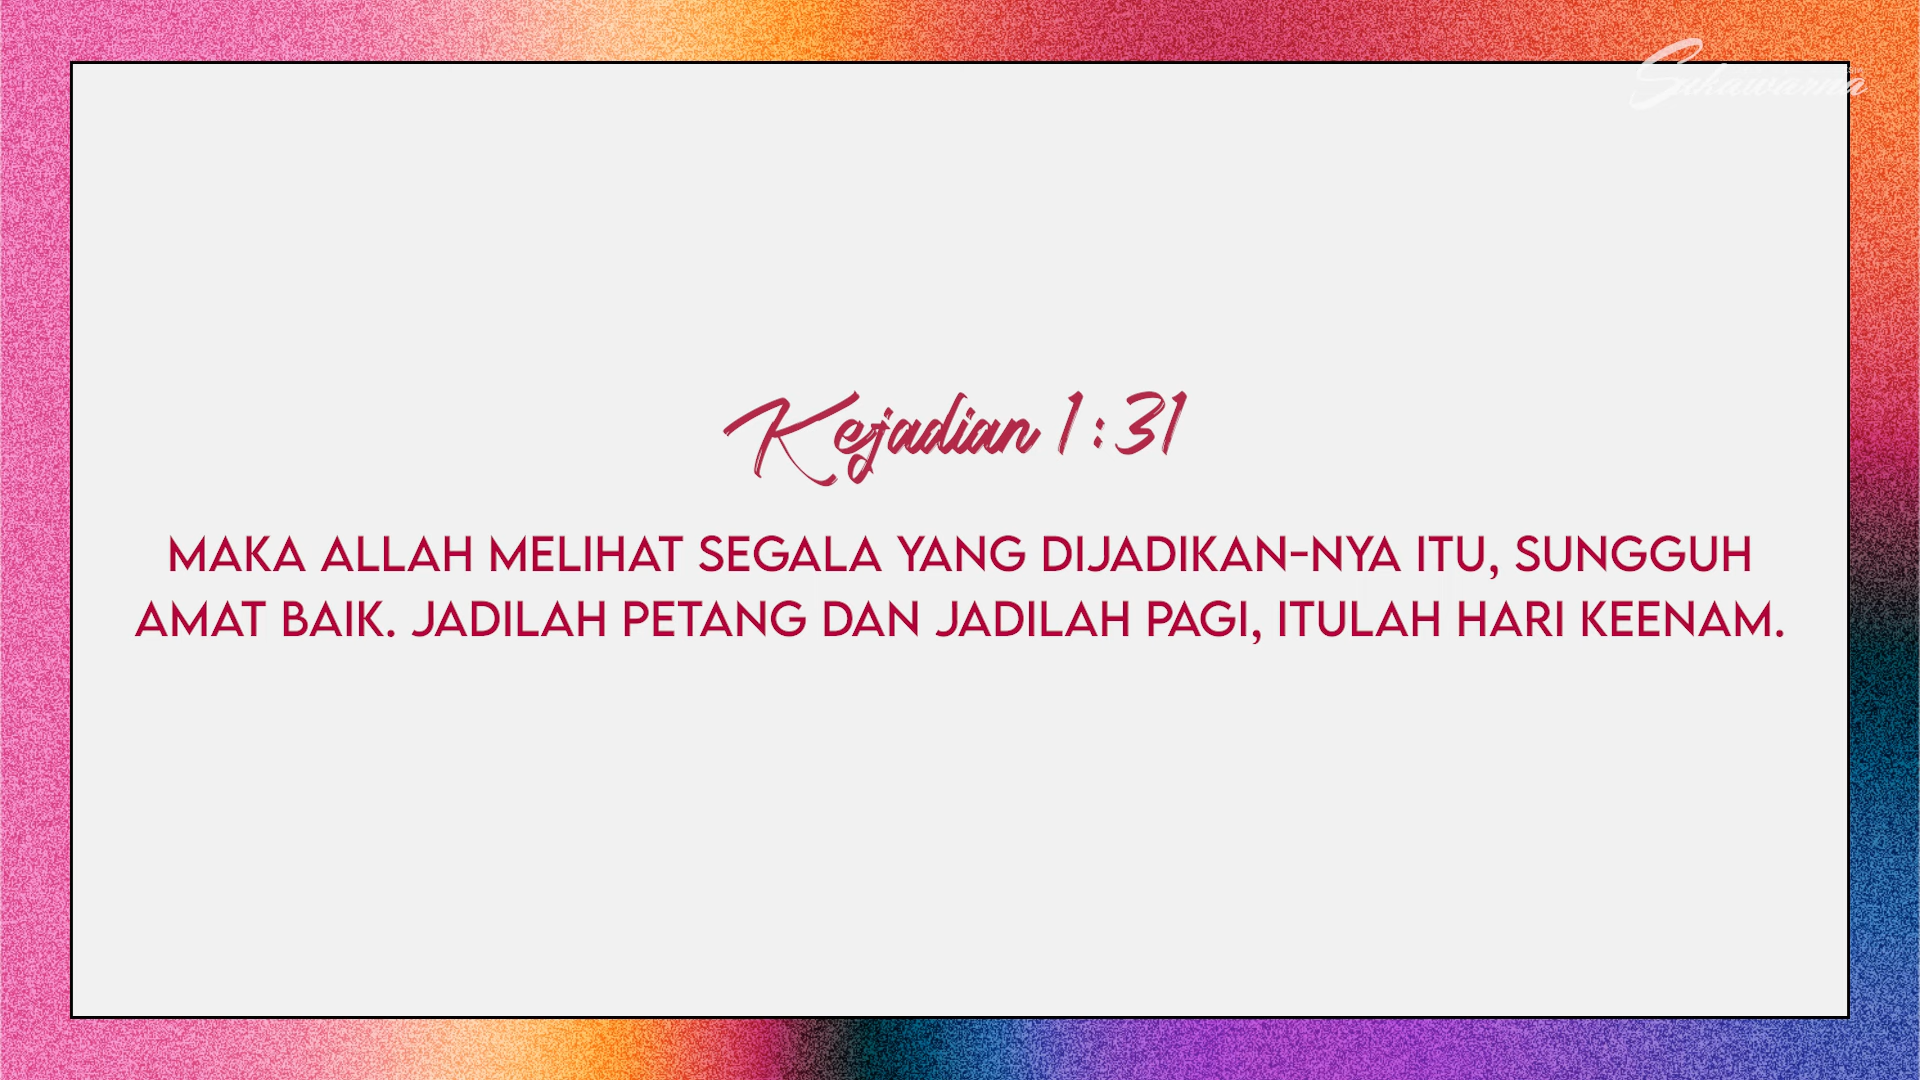 Sukawarna
Kejadian 1 : 31
MAKA ALLAH MELIHAT SEGALA YANG DIJADIKAN-NYA ITU, SUNGGUH
AMAT BAIK. JADILAH PETANG DAN JADILAH PAGI, ITULAH HARI KEENAM.